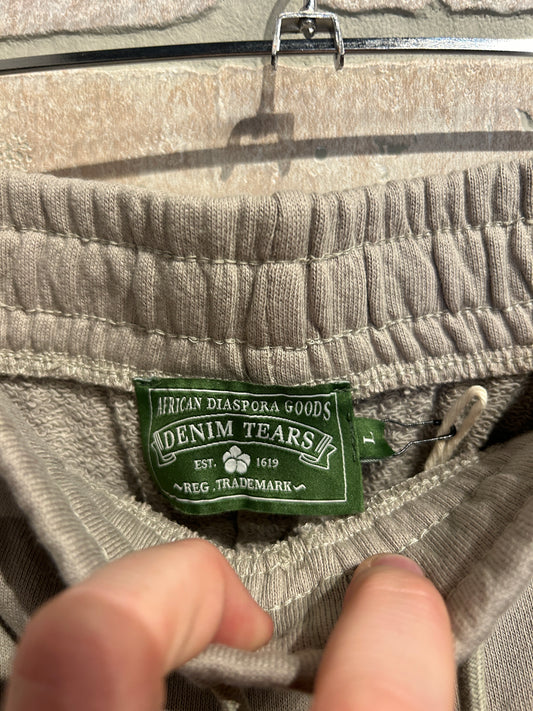 AFRICAN DIASPORA GOODS
DENIM TEARS
EST. 1619
~REG. TRADEMARK~
L